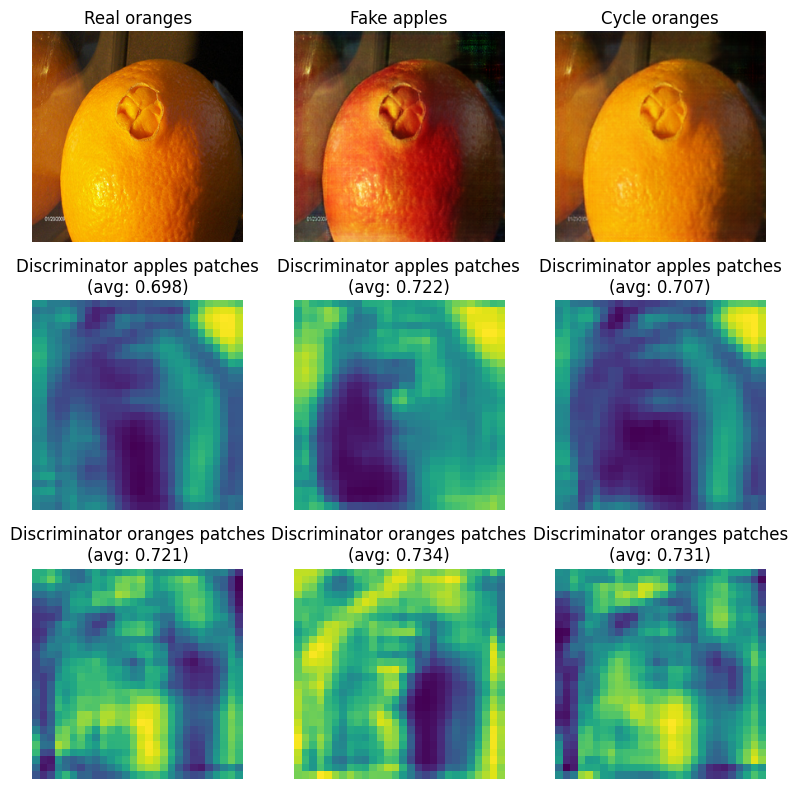 Real oranges
Fake apples
Cycle oranges
Discriminator apples patches
(avg: 0.698)
Discriminator apples patches
(avg: 0.722)
Discriminator apples patches
(avg: 0.707)
Discriminator oranges patches
(avg: 0.721)
Discriminator oranges patches
(avg: 0.734)
Discriminator oranges patches
(avg: 0.731)